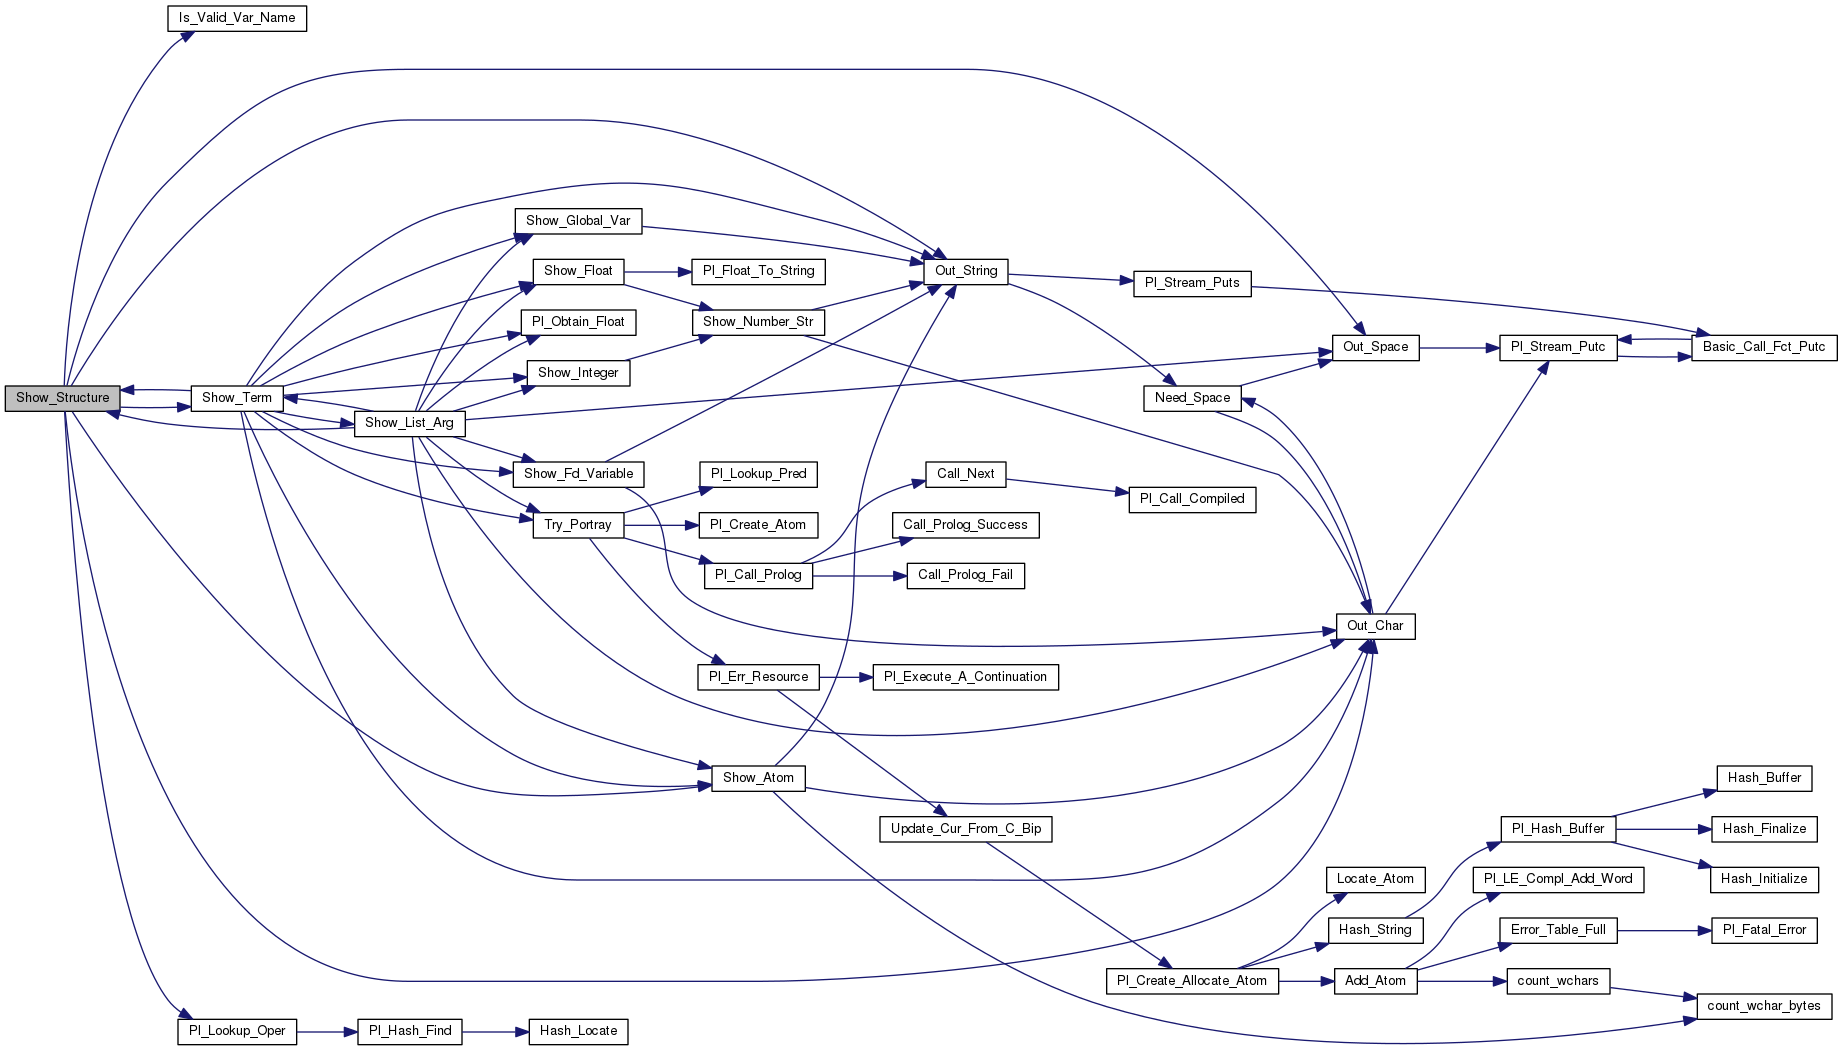 Is_Valid_Var_Name
Show_Structure
Show_Term
Show_List_Arg
Show_Global_Var
Show_Float
Pl_Obtain_Float
Show_Integer
Show_Fd_Variable
Try_Portray
Pl_Float_To_String
Show_Number_Str
Pl_Lookup_Pred
Pl_Create_Atom
Pl_Call_Prolog
Pl_Err_Resource
Show_Atom
Out_String
Call_Next
Call_Prolog_Success
Call_Prolog_Fail
Pl_Execute_A_Continuation
Update_Cur_From_C_Bip
Pl_Stream_Puts
Need_Space
Pl_Call_Compiled
Pl_Create_Allocate_Atom
Out_Space
Out_Char
Locate_Atom
Hash_String
Add_Atom
Pl_Stream_Putc
Basic_Call_Fct_Putc
Pl_Hash_Buffer
Pl_LE_Compl_Add_Word
Error_Table_Full
count_wchars
Hash_Buffer
Hash_Finalize
Hash_Initialize
Pl_Fatal_Error
count_wchar_bytes
Pl_Lookup_Oper
Pl_Hash_Find
Hash_Locate